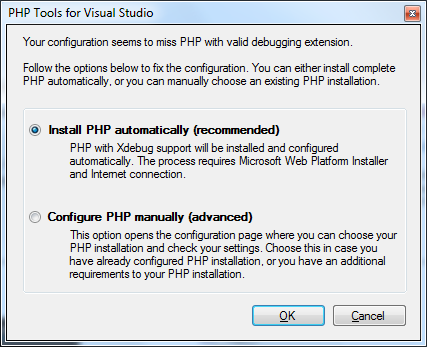 PHP Tools for Visual Studio
Your configuration seems to miss PHP with valid debugging extension.
Follow the options below to fix the configuration. You can either install complete
PHP automatically, or you can manually choose an existing PHP installation.
Install PHP automatically (recommended)
PHP with Xdebug support will be installed and configured
automatically. The process requires Microsoft Web Platform Installer
and Internet connection.
Configure PHP manually (advanced)
This option opens the configuration page where you can choose your
PHP installation and check your settings. Choose this in case you
have already configured PHP installation, or you have an additional
requirements to your PHP installation.
OK
Cancel